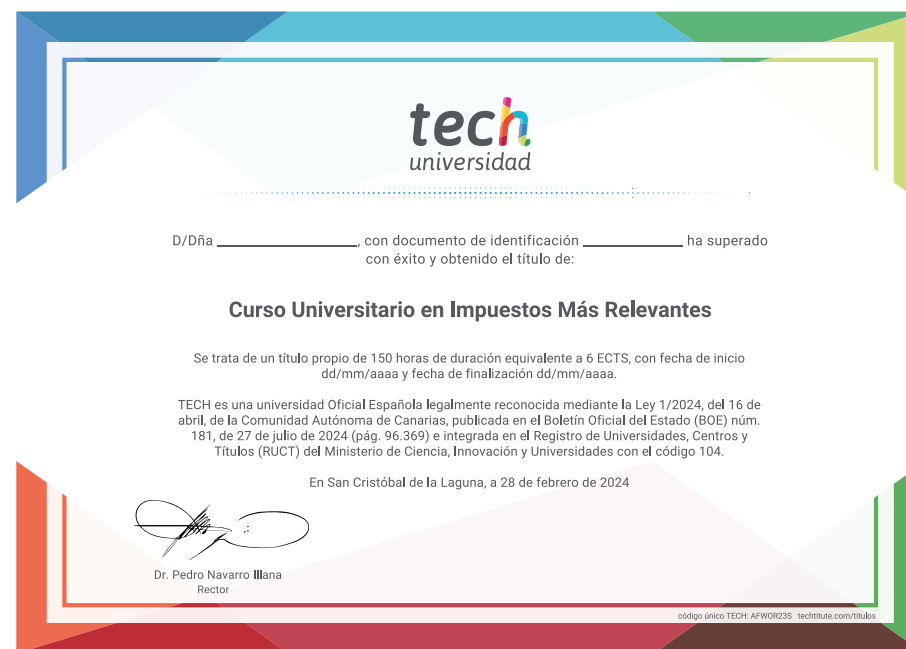 tech
universidad
D/Dña ____________________, con documento de identificación ______________ ha superado
con éxito y obtenido el título de:
Curso Universitario en Impuestos Más Relevantes
Se trata de un título propio de 150 horas de duración equivalente a 6 ECTS, con fecha de inicio
dd/mm/aaaa y fecha de finalización dd/mm/aaaa.
TECH es una universidad Oficial Española legalmente reconocida mediante la Ley 1/2024, del 16 de
abril, de la Comunidad Autónoma de Canarias, publicada en el Boletín Oficial del Estado (BOE) núm.
181, de 27 de julio de 2024 (pág. 96.369) e integrada en el Registro de Universidades, Centros y
Títulos (RUCT) del Ministerio de Ciencia, Innovación y Universidades con el código 104.
En San Cristóbal de la Laguna, a 28 de febrero de 2024
Dr. Pedro Navarro Illana
Rector
código único TECH: AFWOR23S techtitute.com/titulos